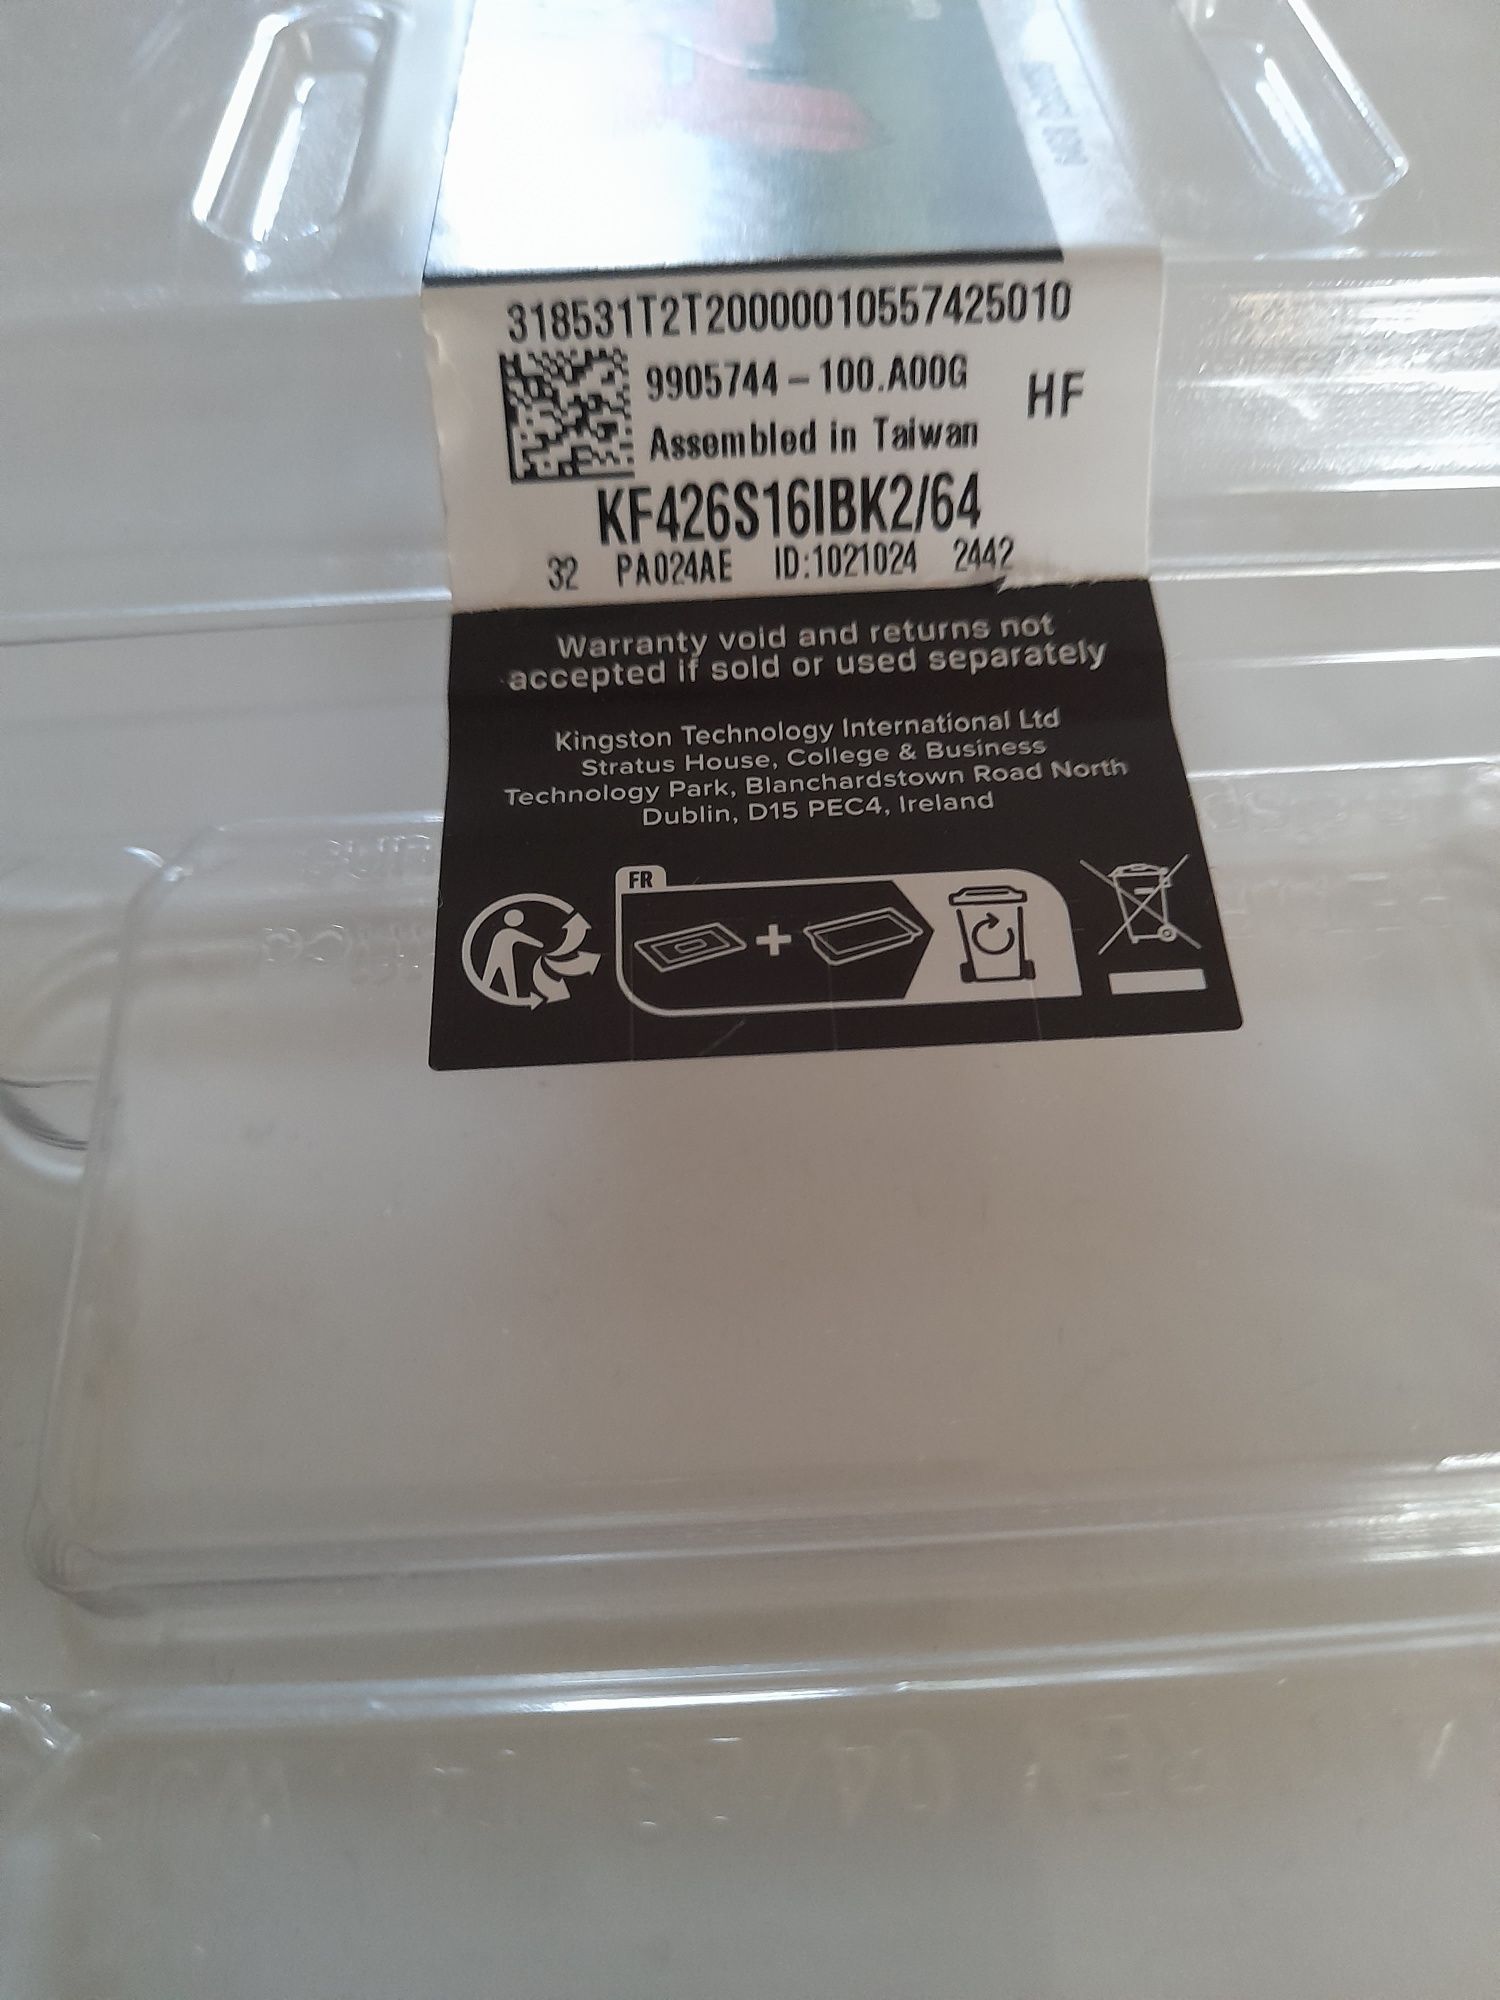 318531T2T20000010557425010
9905744-100.A00G
HF
Assembled in Taiwan
KF426S16IBK2/64
32 PA024AE ID:1021024 2442
Warranty void and returns not
accepted if sold or used separately
Kingston Technology International Ltd
Stratus House, College & Business
Technology Park, Blanchardstown Road North
Dublin, D15 PEC4, Ireland
FR